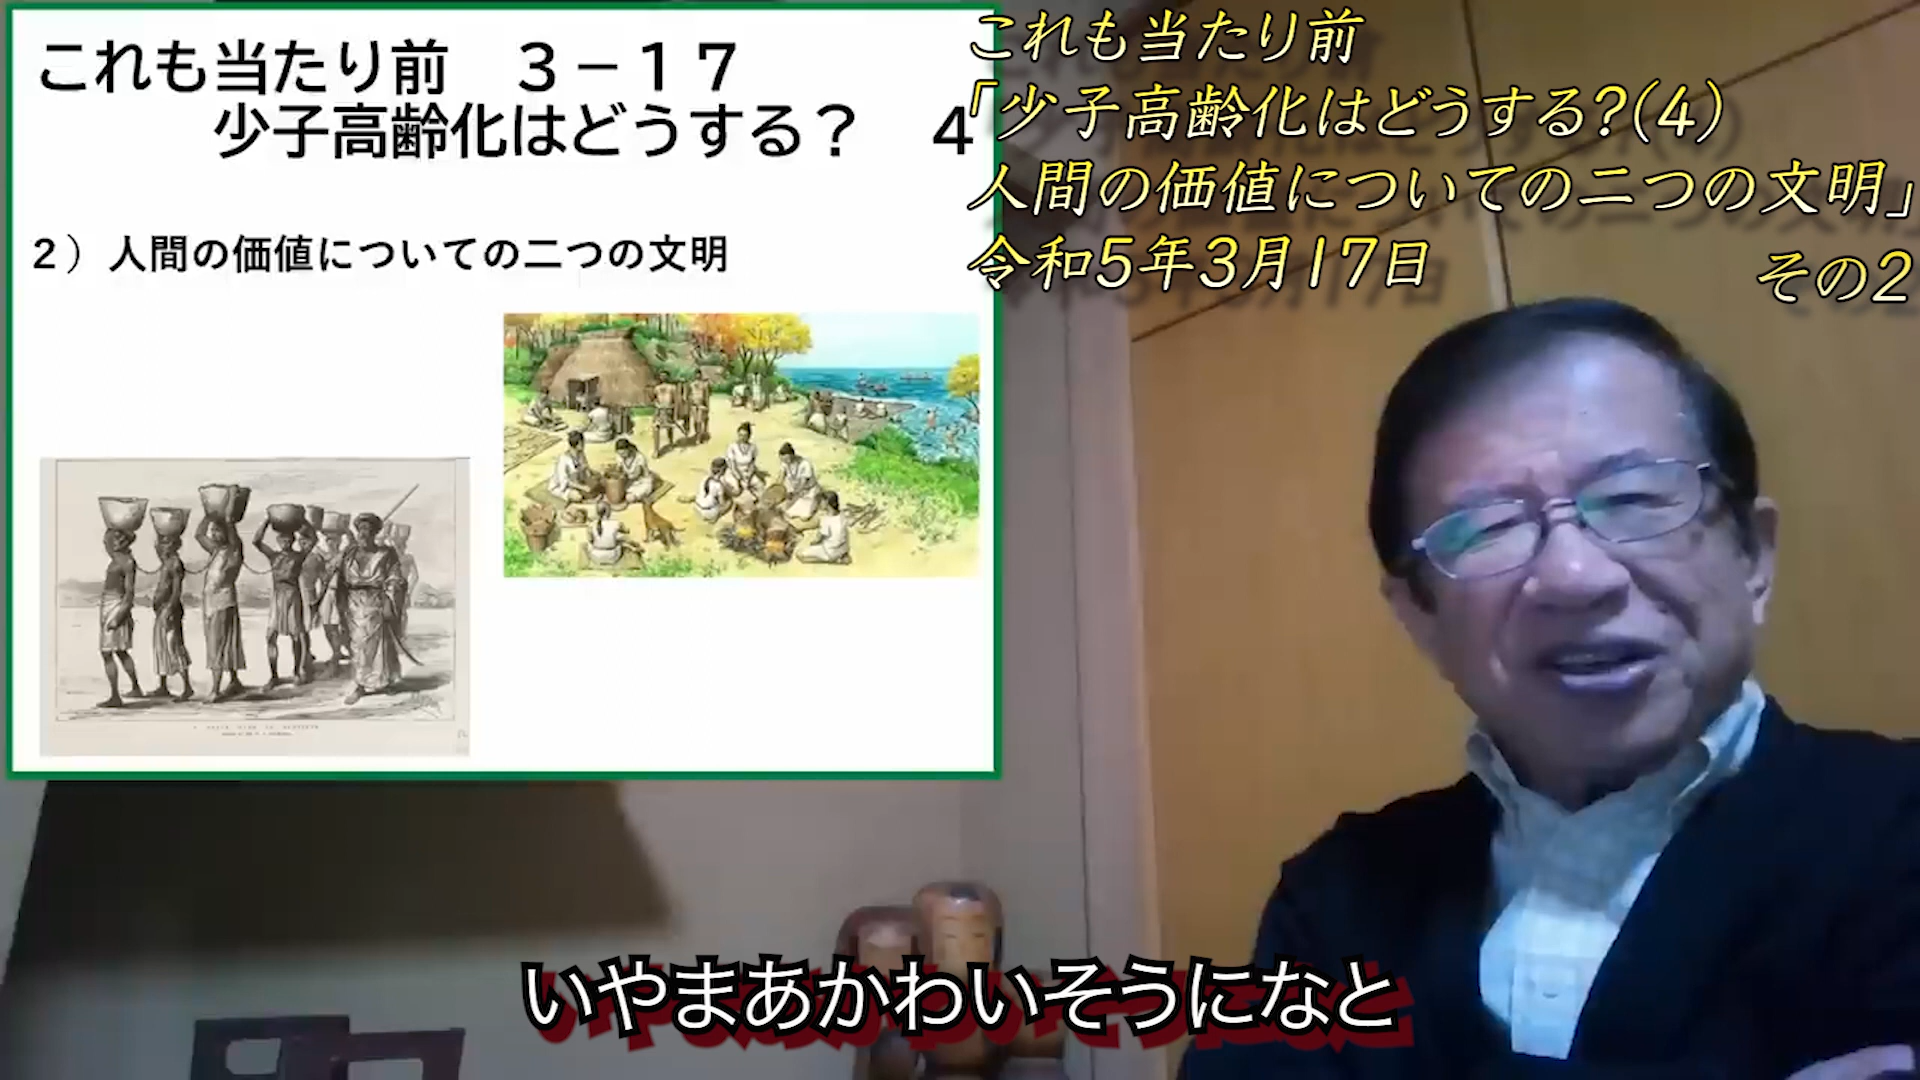 これも当たり前　３－１７
少子高齢化はどうする？　４
２）人間の価値についての二つの文明
これも当たり前
「少子高齢化はどうする?(4)
人間の価値についての二つの文明」
令和5年3月17日
その2
いやまあかわいそうになと